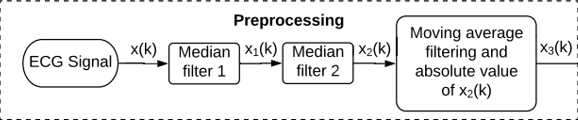 Preprocessing
ECG Signal
x(k)
Median
filter 1
x₁(k)
Median
filter 2
x₂(k)
Moving average
filtering and
absolute value
of x₂(k)
x₃(k)